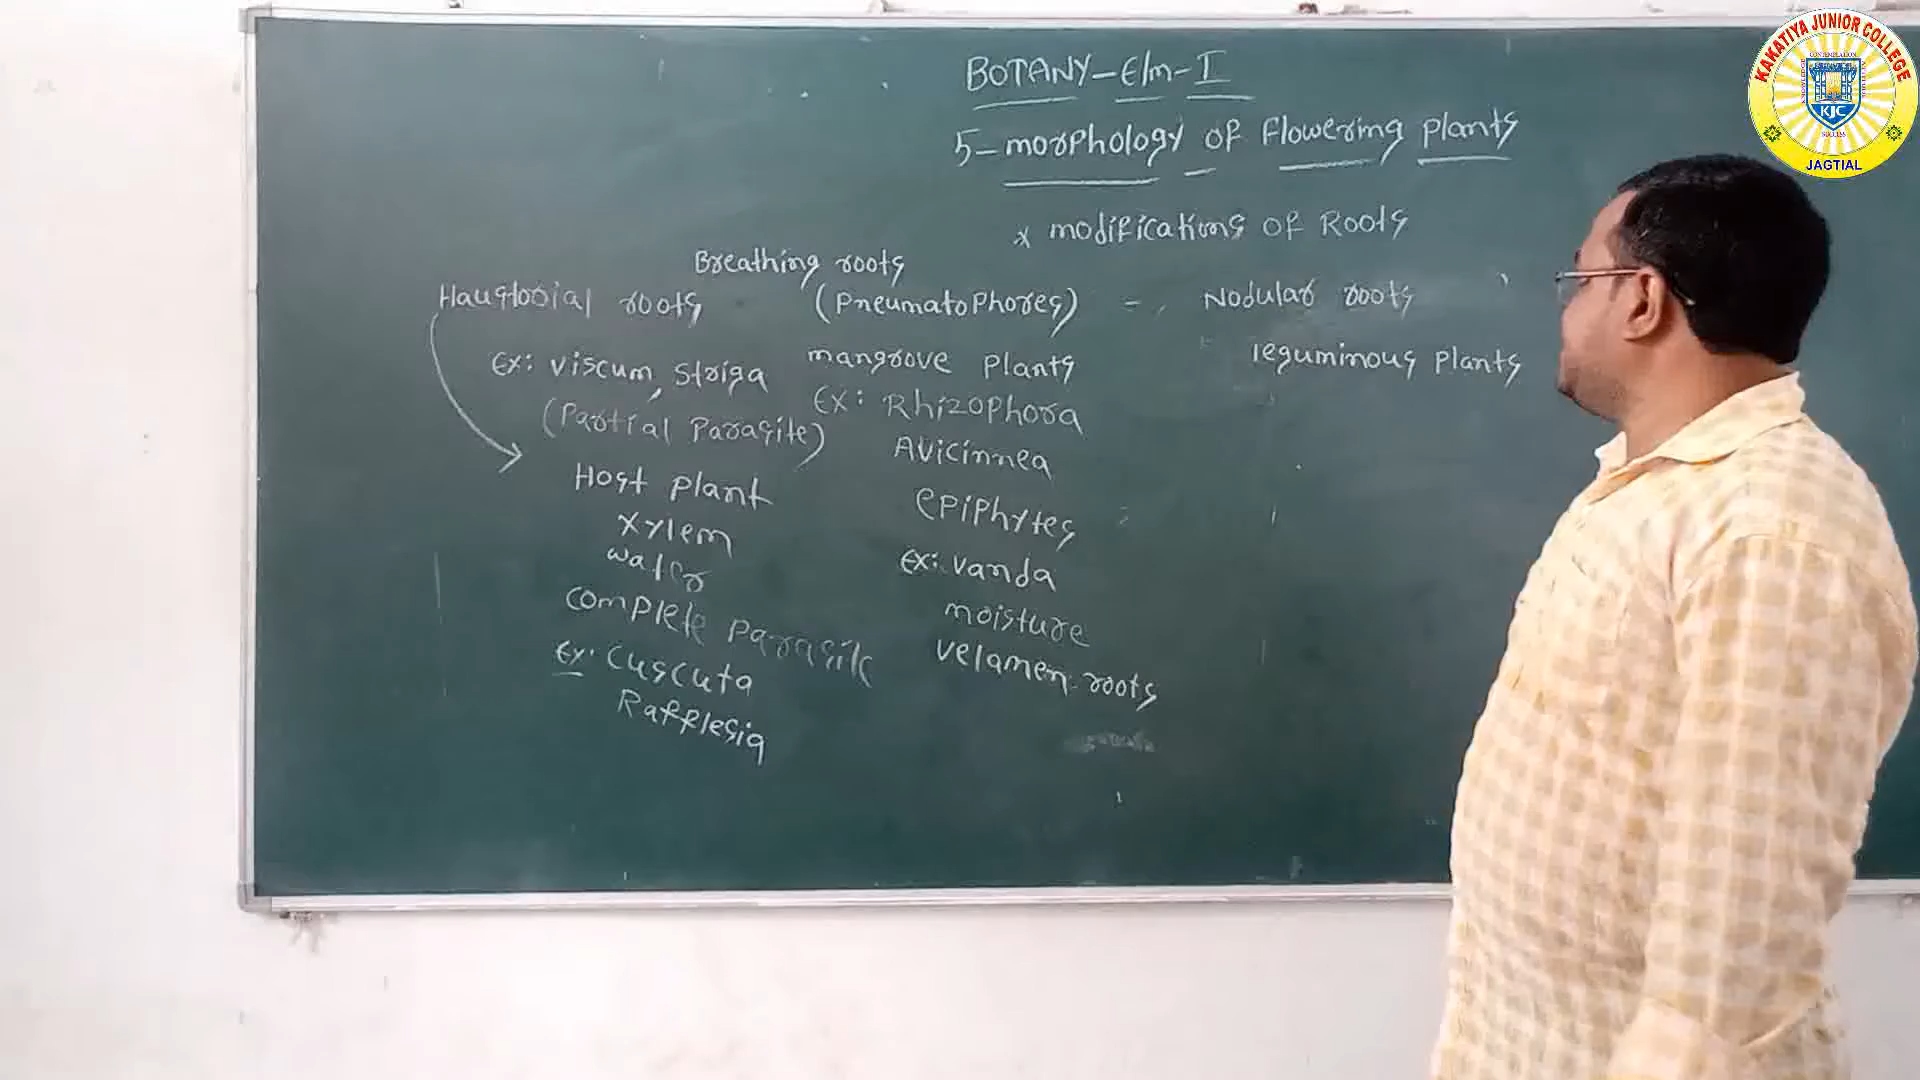 BOTANY-E/m-I
5-morphology of Flowering Plants
x modifications of Roots
Haustorial roots
Ex: viscum, striga
(Partial Parasite)
Host plant
xylem
water
complete parasite
Ex: Cuscuta
Rafflesia
Breathing roots
(Pneumatophores)
mangrove plants
Ex: Rhizophora
Avicinnea
Epiphytes
Ex: vanda
moisture
velamen roots
Nodular roots
leguminous plants
KAKATIYA JUNIOR COLLEGE
KJC
SUCCESS
JAGTIAL